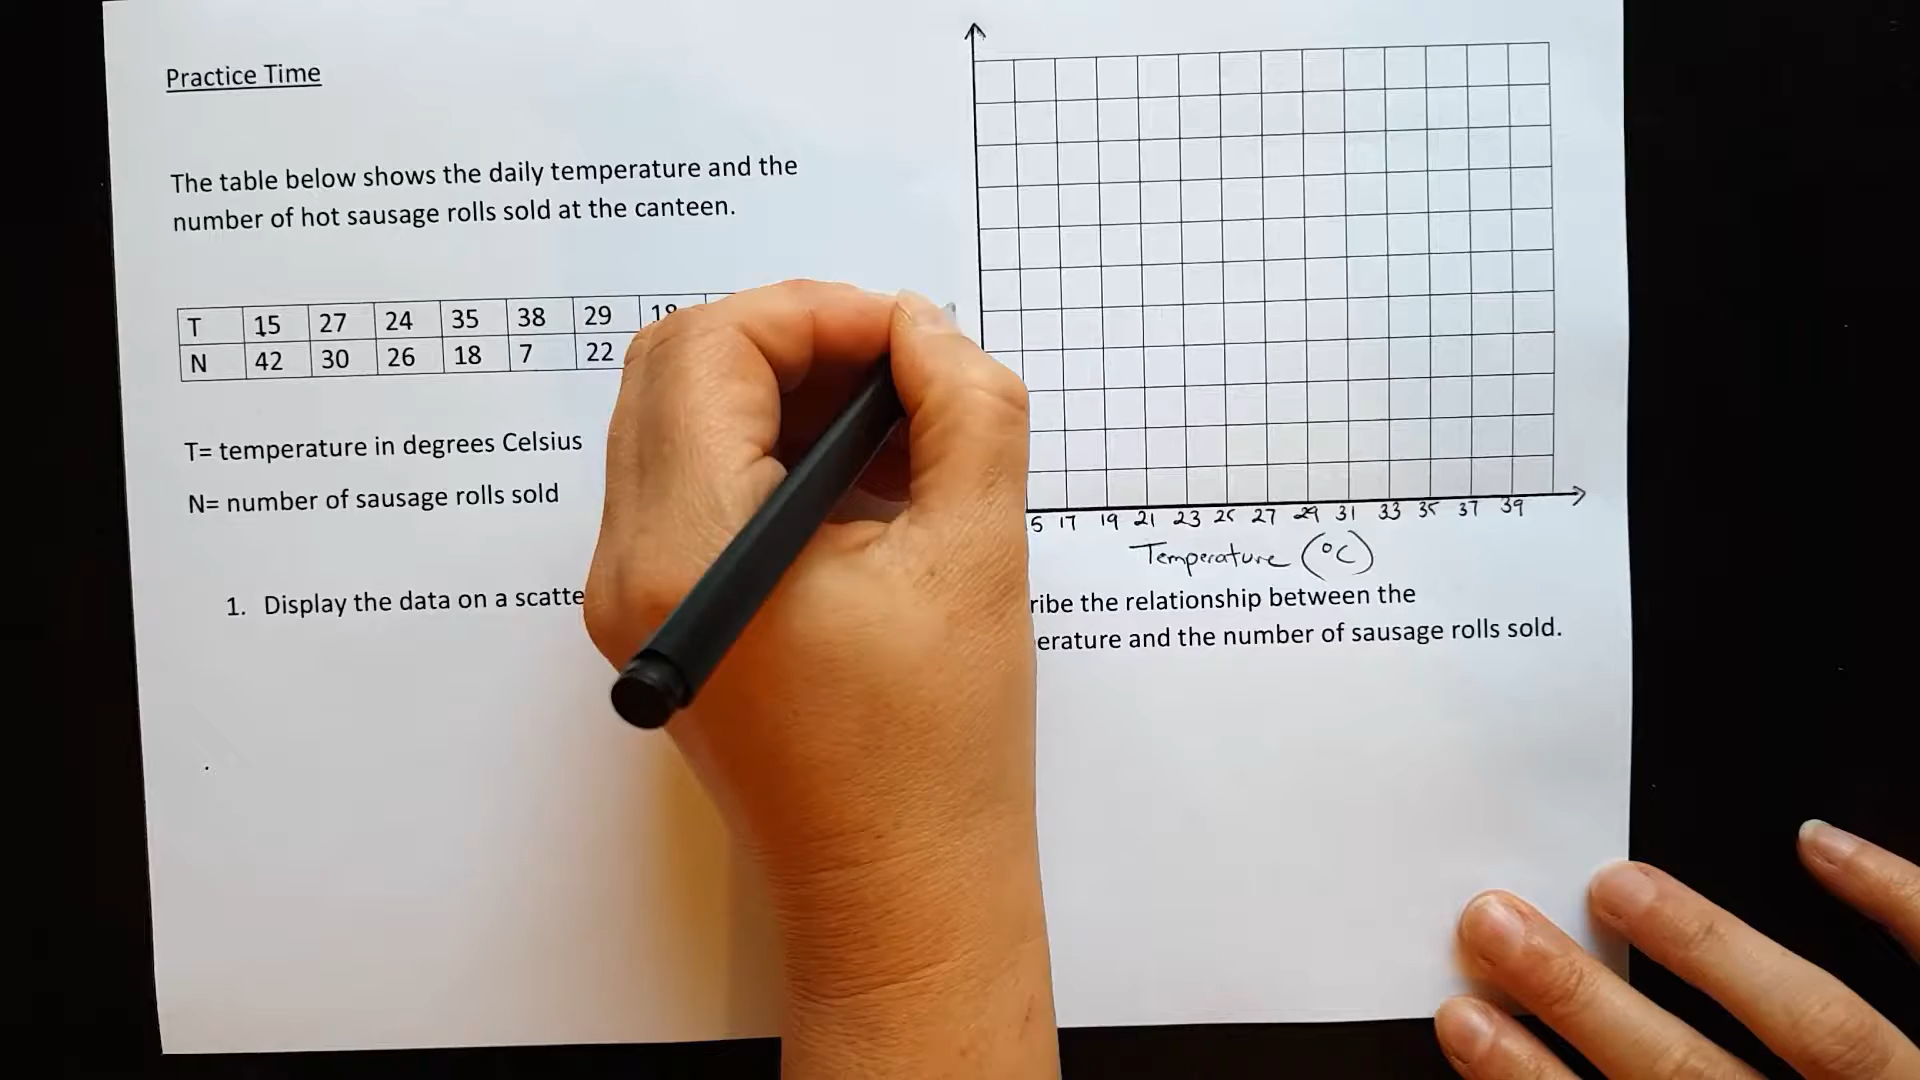 Practice Time
The table below shows the daily temperature and the
number of hot sausage rolls sold at the canteen.
T 15 27 24 35 38 29
N 42 30 26 18 7 22
T= temperature in degrees Celsius
N= number of sausage rolls sold
1. Display the data on a
17 19 21 23 25 27 29 31 33 35 37 39
Temperature (°C)
the relationship between the
and the number of sausage rolls sold.